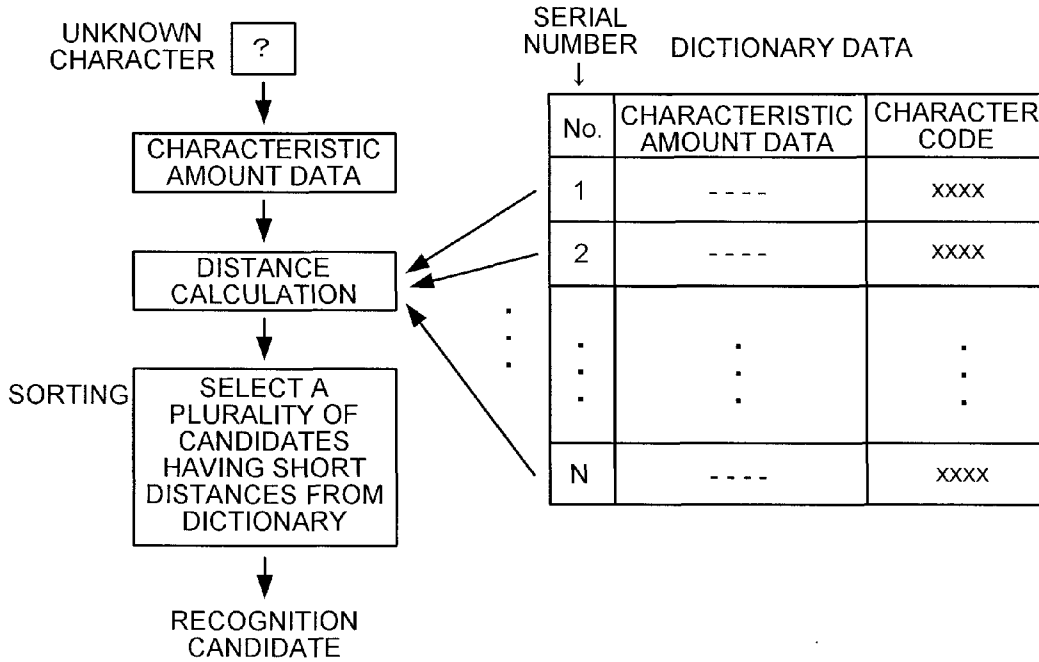 UNKNOWN
CHARACTER
?
CHARACTERISTIC
AMOUNT DATA
DISTANCE
CALCULATION
SORTING
SELECT A
PLURALITY OF
CANDIDATES
HAVING SHORT
DISTANCES FROM
DICTIONARY
RECOGNITION
CANDIDATE
SERIAL
NUMBER
DICTIONARY DATA
No. CHARACTERISTIC AMOUNT DATA CHARACTER CODE
1 ---- xxxx
2 ---- xxxx
N ---- xxxx